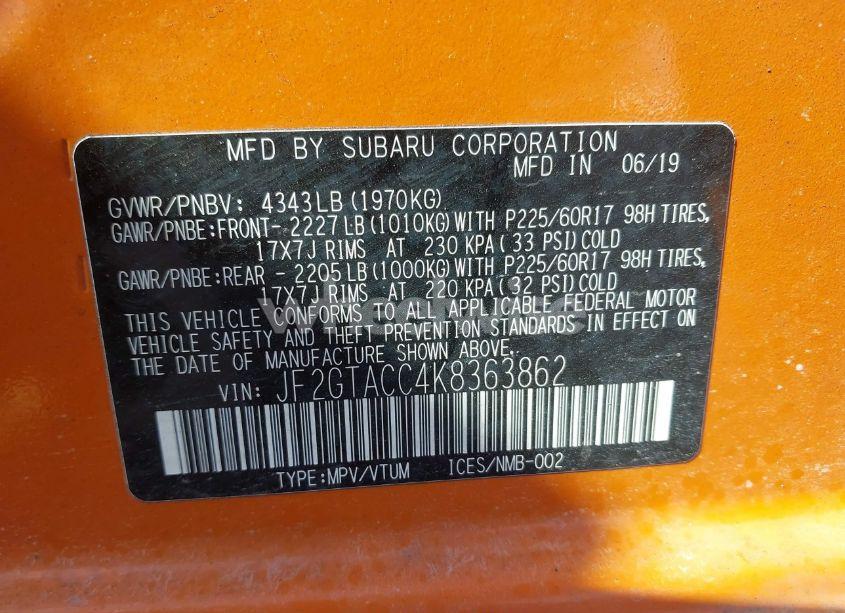 MFD BY SUBARU CORPORATION
MFD IN 06/19
GVWR/PNBV: 4343LB (1970KG)
GAWR/PNBE:FRONT- 2227 LB (1010KG) WITH P225/60R17 98H TIRES,
17X7J RIMS AT 230 KPA ( 33 PSI) COLD
GAWR/PNBE:REAR - 2205 LB (1000KG) WITH P225/60R17 98H TIRES,
17X7J RIMS AT 220 KPA ( 32 PSI) COLD
THIS VEHICLE CONFORMS TO ALL APPLICABLE FEDERAL MOTOR
VEHICLE SAFETY AND THEFT PREVENTION STANDARDS IN EFFECT ON
THE DATE OF MANUFACTURE SHOWN ABOVE.
VIN: JF2GTACC4K8363862
TYPE:MPV/VTUM ICES/NMB-002